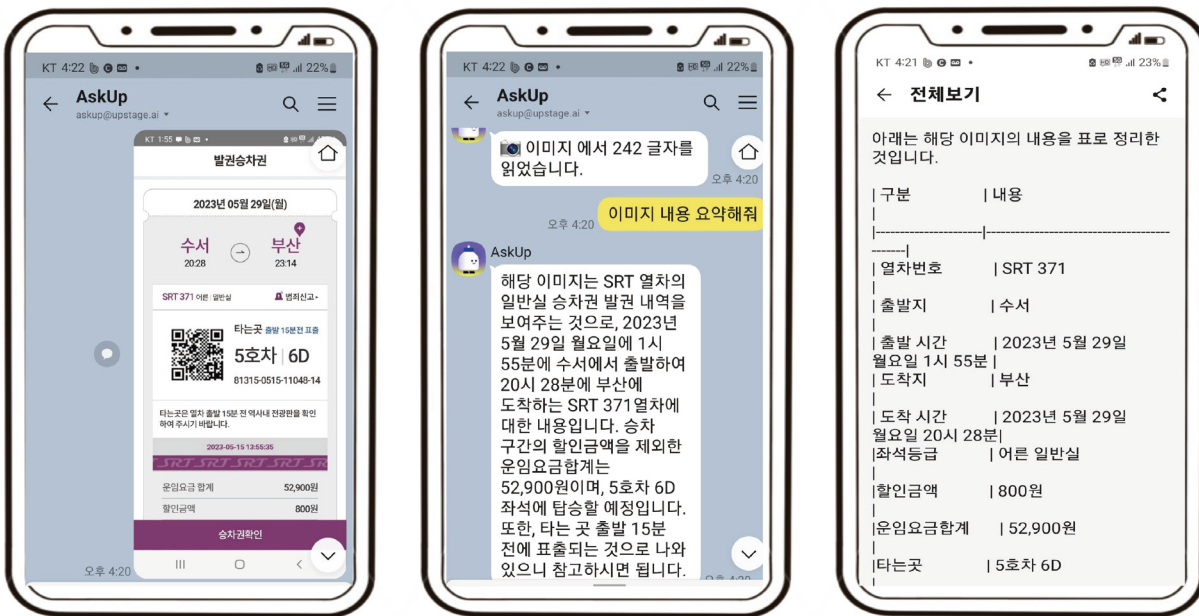 KT 4:22
22%
AskUp
askup@upstage.ai
KT 1:55
발권승차권
2023년 05월 29일(월)
수서
부산
20:28
23:14
SRT 371 어른 | 일반실
범죄신고
타는곳 출발 15분전 표출
5호차 | 6D
81315-0515-11048-14
타는곳은 열차 출발 15분 전 역사내 전광판을 확인
하여 주시기 바랍니다.
2023-05-15 13:55:35
SRT SRT SRT SRT SR
운임요금 합계 52,900원
할인금액 800원
승차권확인
오후 4:20
KT 4:22
22%
AskUp
askup@upstage.ai
이미지 에서 242 글자를
읽었습니다.
오후 4:20
이미지 내용 요약해줘
오후 4:20
AskUp
해당 이미지는 SRT 열차의
일반실 승차권 발권 내역을
보여주는 것으로, 2023년
5월 29일 월요일에 1시
55분에 수서에서 출발하여
20시 28분에 부산에
도착하는 SRT 371열차에
대한 내용입니다. 승차
구간의 할인금액을 제외한
운임요금합계는
52,900원이며, 5호차 6D
좌석에 탑승할 예정입니다.
또한, 타는 곳 출발 15분
전에 표출되는 것으로 나와
있으니 참고하시면 됩니다.
KT 4:21
23%
전체보기
아래는 해당 이미지의 내용을 표로 정리한
것입니다.
| 구분 | 내용
|
|----------------------|--------------------------------------
-------|
| 열차번호 | SRT 371
|
| 출발지 | 수서
|
| 출발 시간 | 2023년 5월 29일
월요일 1시 55분 |
| 도착지 | 부산
|
| 도착 시간 | 2023년 5월 29일
월요일 20시 28분|
|좌석등급 | 어른 일반실
|
|할인금액 | 800원
|
|운임요금합계 | 52,900원
|
|타는곳 | 5호차 6D
|